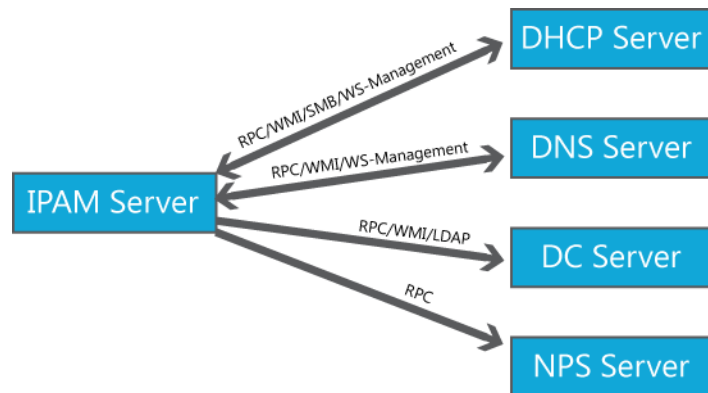 DHCP Server
RPC/WMI/SMB/WS-Management
DNS Server
RPC/WMI/WS-Management
IPAM Server
RPC/WMI/LDAP
DC Server
RPC
NPS Server